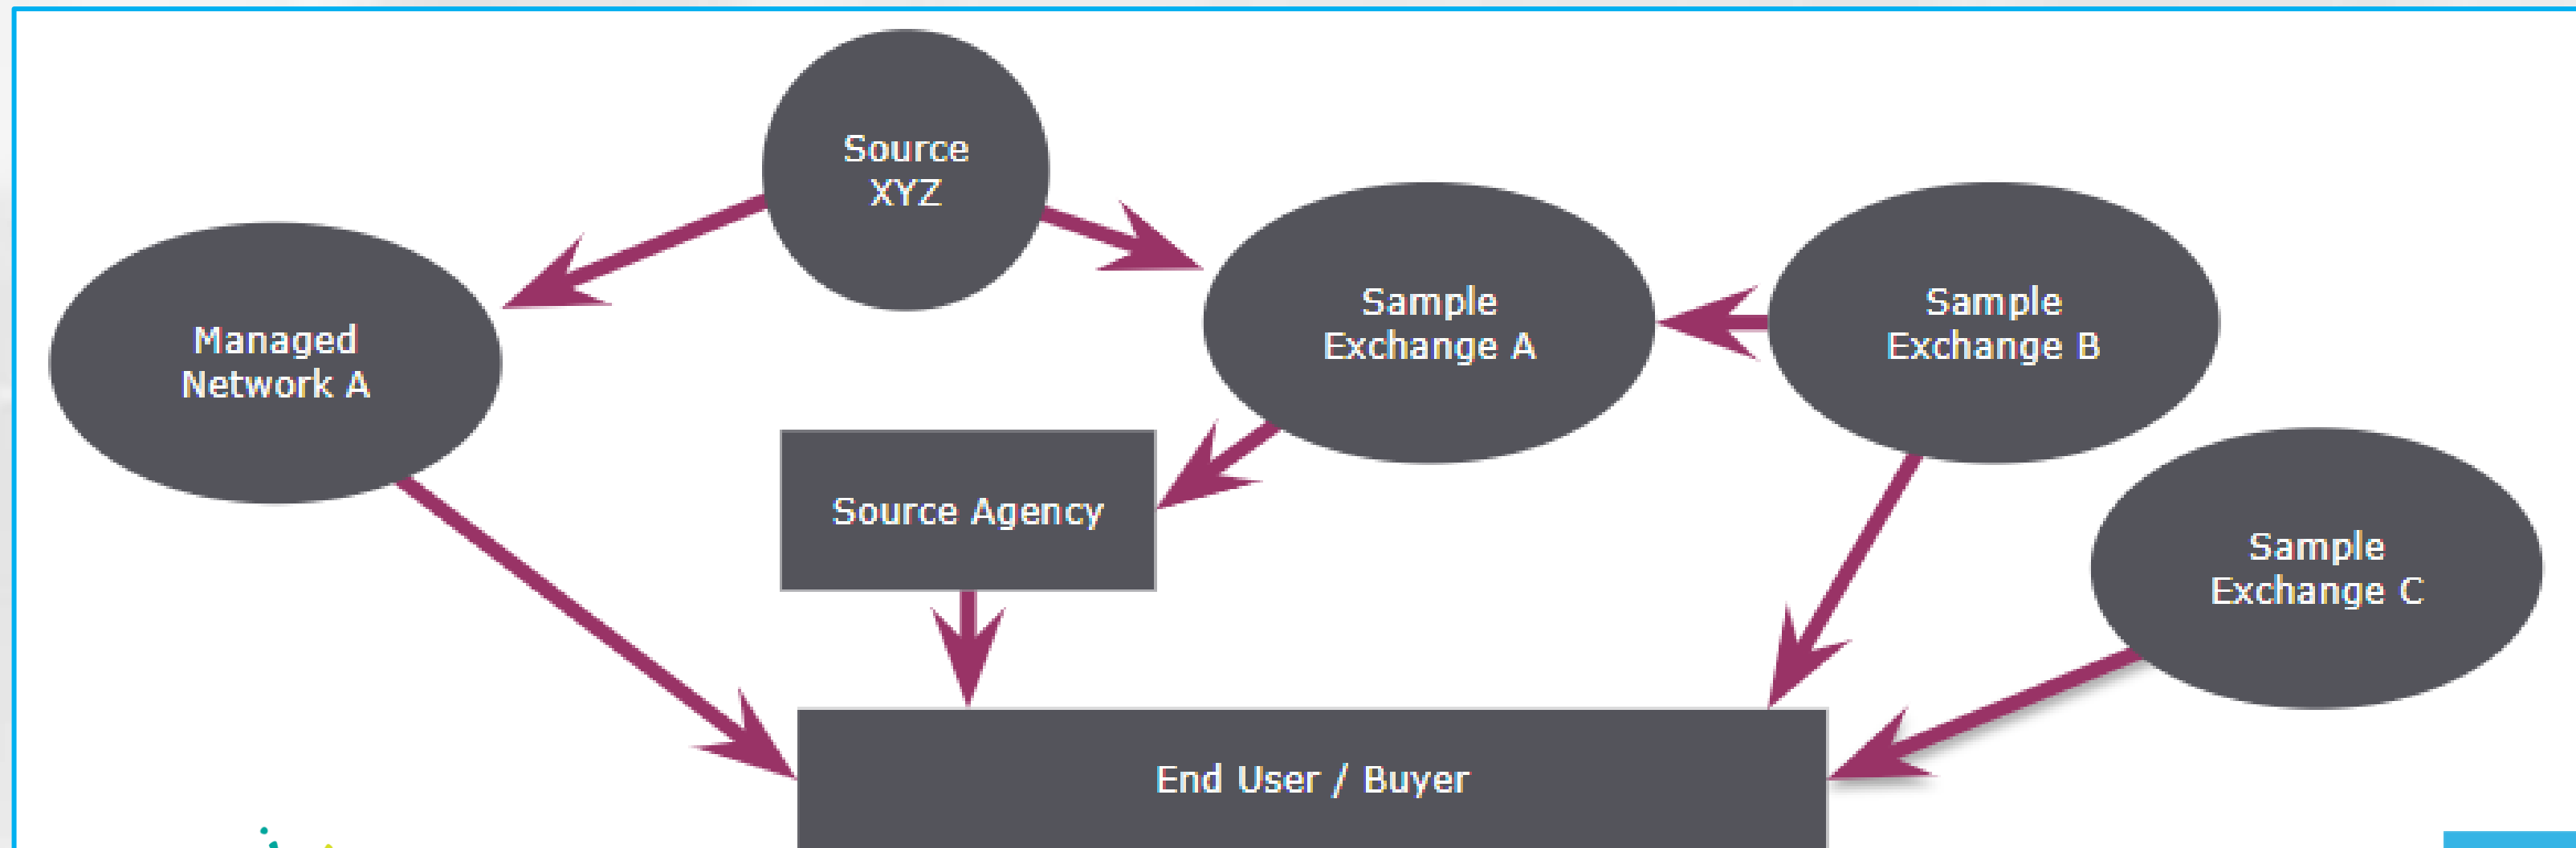 Source
XYZ
Managed
Network A
Sample
Exchange A
Sample
Exchange B
Source Agency
Sample
Exchange C
End User / Buyer